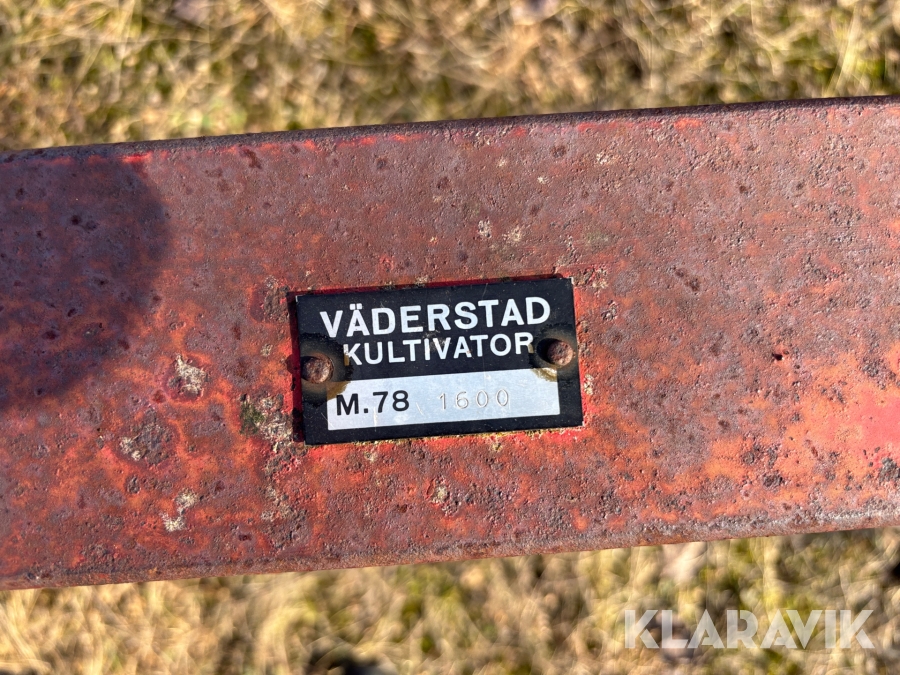 VÄDERSTAD
KULTIVATOR
M.78 1600
KLARAVIK